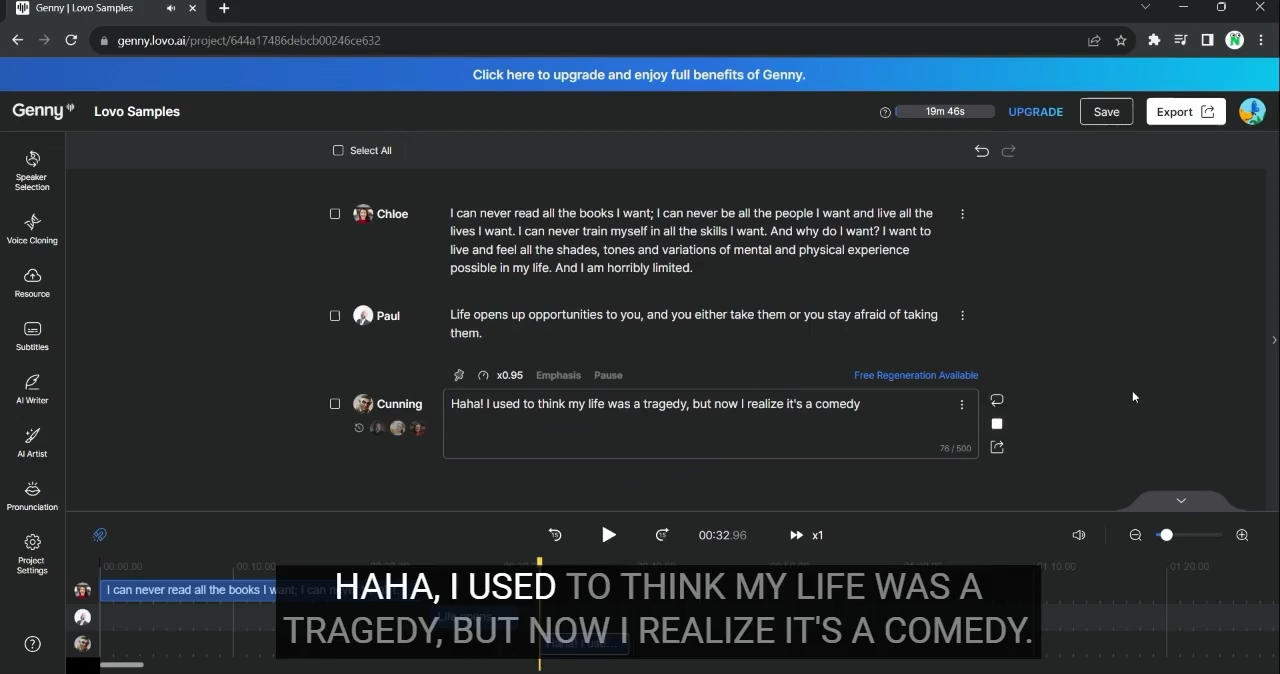 Genny | Lovo Samples
genny.lovo.ai/project/644a17486debcb00246ce632
Click here to upgrade and enjoy full benefits of Genny.
Genny
Lovo Samples
19m 46s
UPGRADE
Save
Export
Select All
Speaker
Selection
Voice Cloning
Resource
Subtitles
AI Writer
AI Artist
Pronunciation
Project
Settings
Chloe
I can never read all the books I want; I can never be all the people I want and live all the
lives I want. I can never train myself in all the skills I want. And why do I want? I want to
live and feel all the shades, tones and variations of mental and physical experience
possible in my life. And I am horribly limited.
Paul
Life opens up opportunities to you, and you either take them or you stay afraid of taking
them.
x0.95 Emphasis Pause
Free Regeneration Available
Cunning
Haha! I used to think my life was a tragedy, but now I realize it's a comedy
76 / 500
15
15
00:32.96
x1
00:00.00
00:10.00
01:10.00
01:20.00
I can never read all the books I want; I can
HAHA, I USED TO THINK MY LIFE WAS A
TRAGEDY, BUT NOW I REALIZE IT'S A COMEDY.